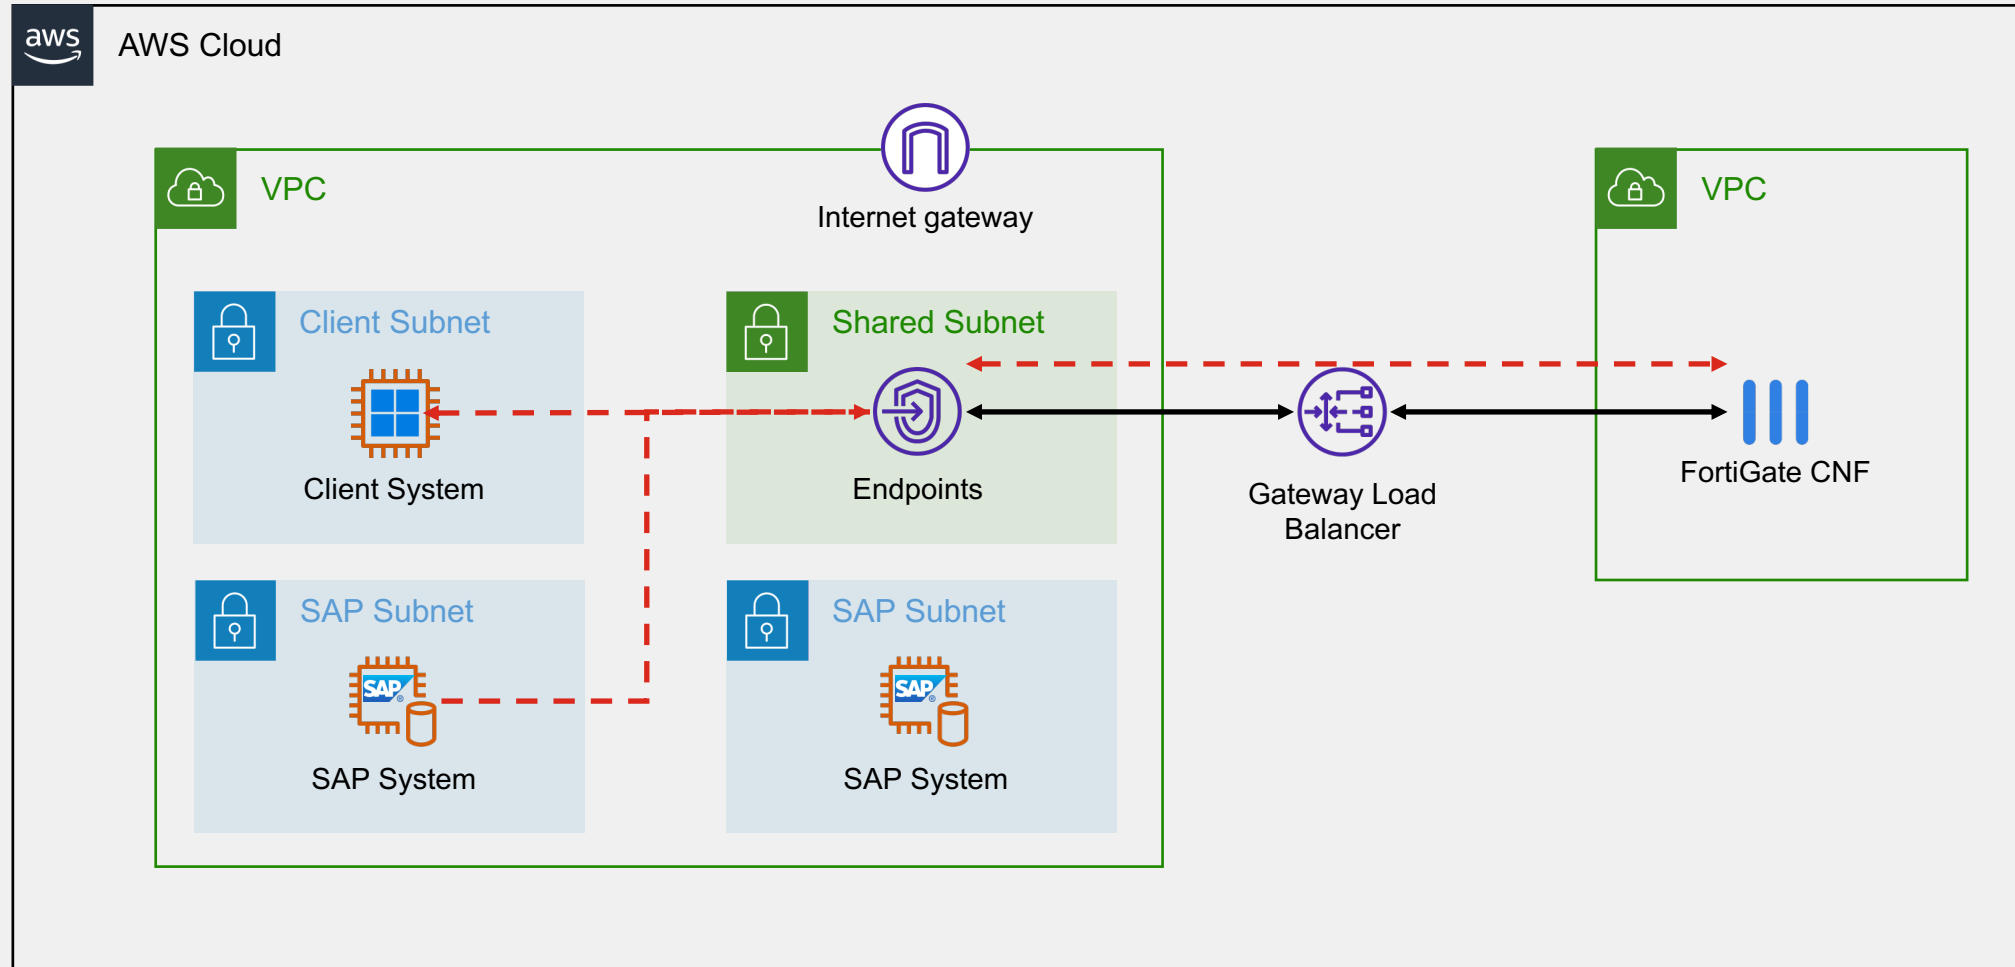 aws
AWS Cloud
VPC
Internet gateway
VPC
Client Subnet
Client System
Shared Subnet
Endpoints
Gateway Load
Balancer
FortiGate CNF
SAP Subnet
SAP®
SAP System
SAP Subnet
SAP®
SAP System